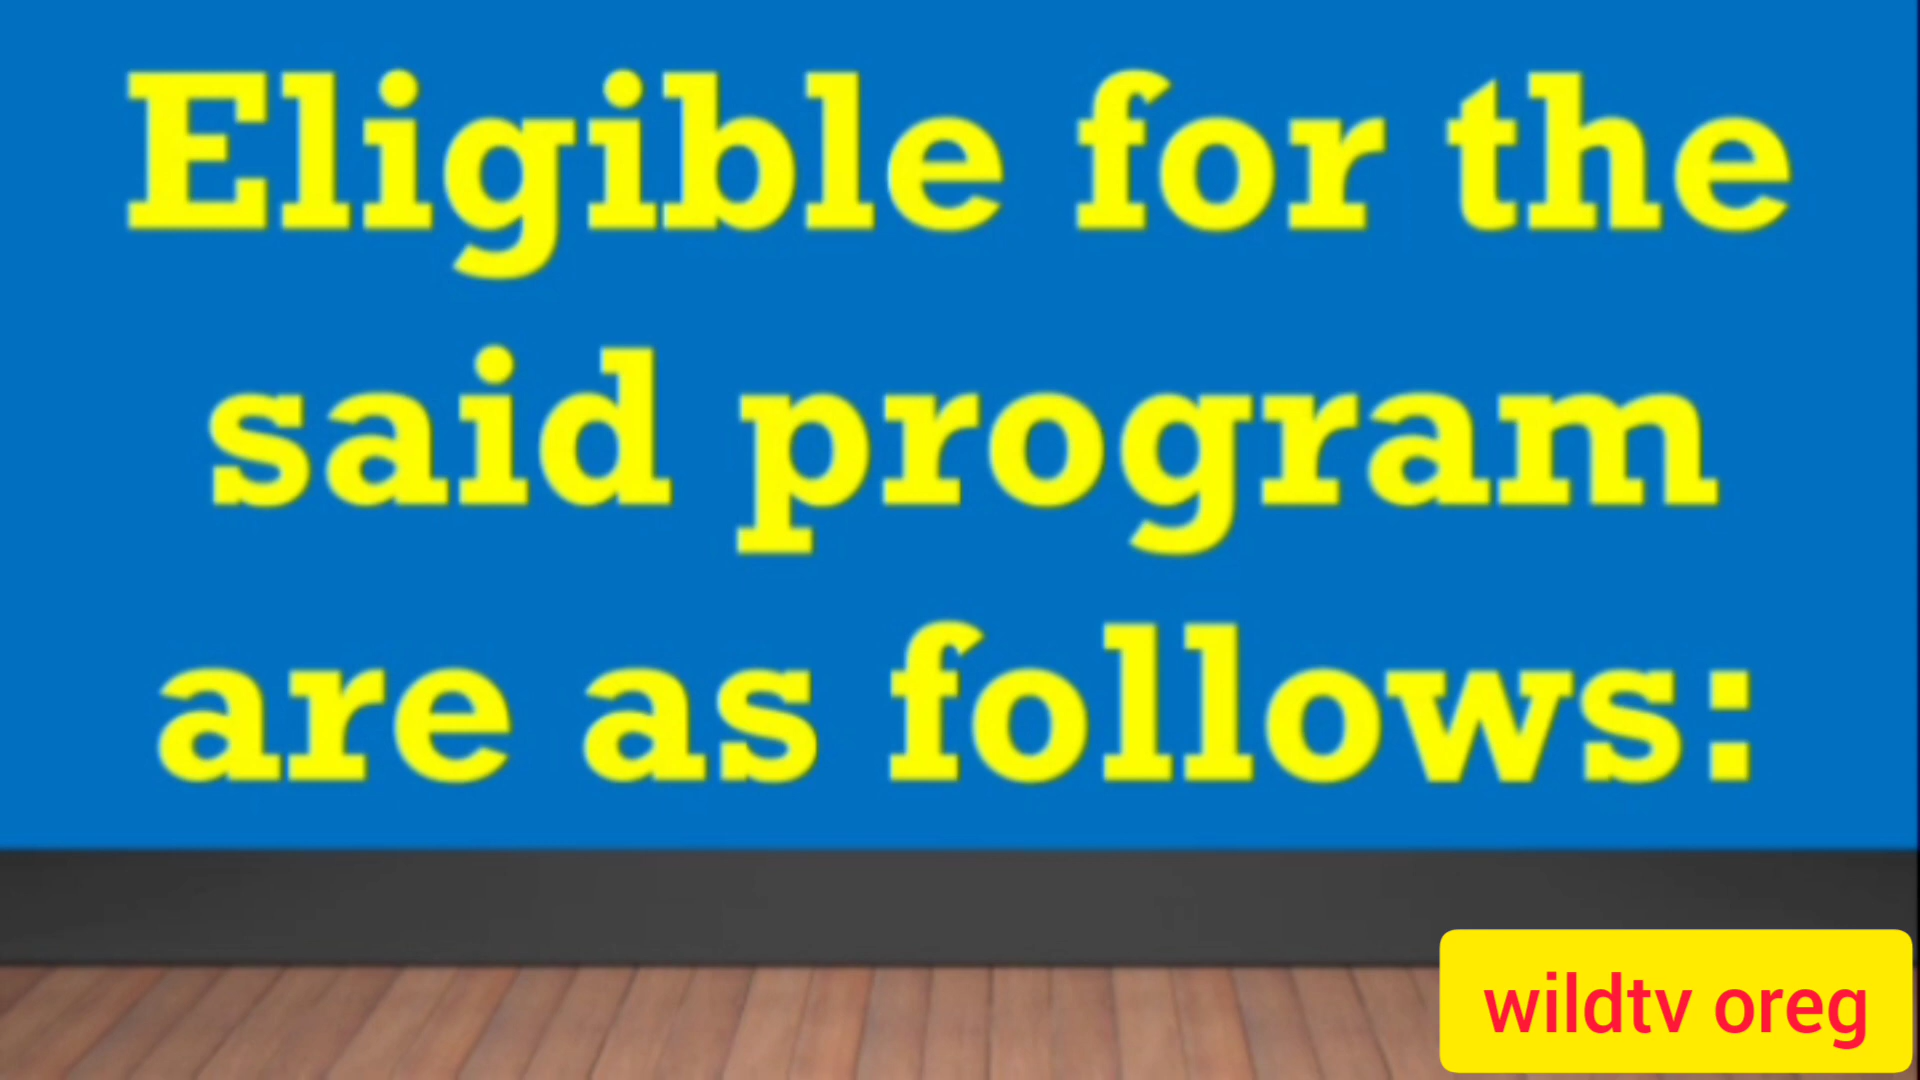 Eligible for the
said program
are as follows:
wildtv oreg